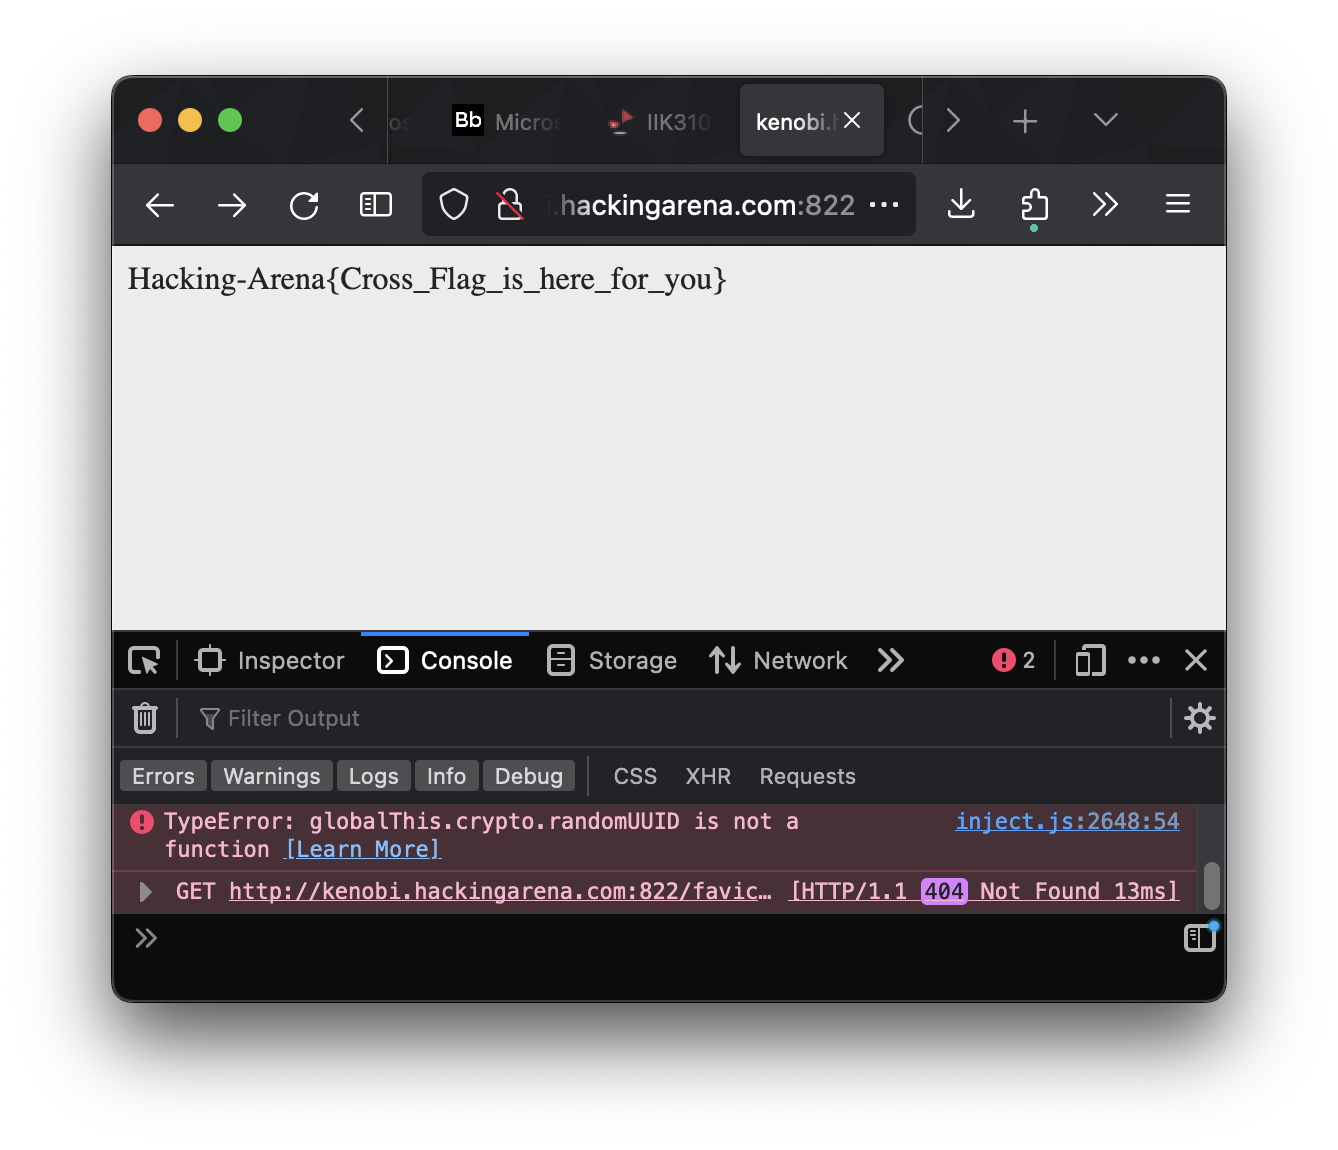 Bb Micros IIK310 kenobi.h
.hackingarena.com:822
Hacking-Arena{Cross_Flag_is_here_for_you}
Inspector Console Storage Network 2
Filter Output
Errors Warnings Logs Info Debug CSS XHR Requests
TypeError: globalThis.crypto.randomUUID is not a inject.js:2648:54
function [Learn More]
GET http://kenobi.hackingarena.com:822/favic… [HTTP/1.1 404 Not Found 13ms]